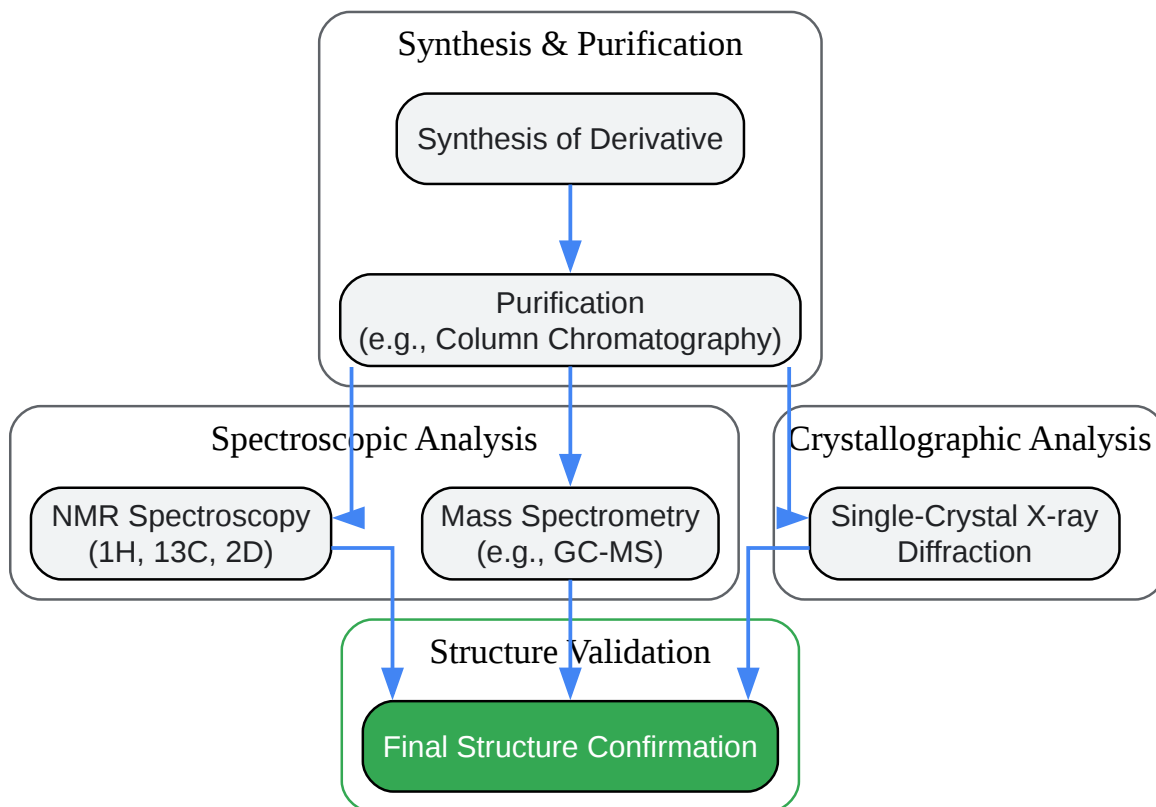 Synthesis & Purification
Synthesis of Derivative
Purification
(e.g., Column Chromatography)
Spectroscopic Analysis
Crystallographic Analysis
NMR Spectroscopy
(1H, 13C, 2D)
Mass Spectrometry
(e.g., GC-MS)
Single-Crystal X-ray
Diffraction
Structure Validation
Final Structure Confirmation